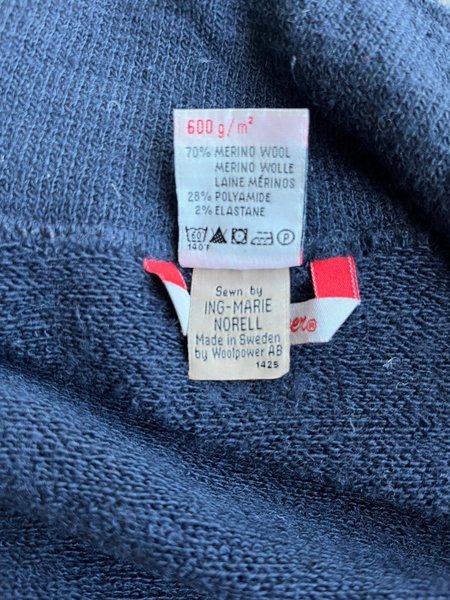 600 g/m²
70% MERINO WOOL
MERINO WOLLE
LAINE MÉRINOS
28% POLYAMIDE
2% ELASTANE
60 P
140°F
Sewn by
ING-MARIE
NORELL
Made in Sweden
by Woolpower AB
1425